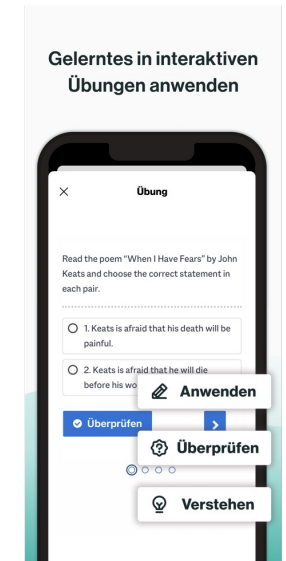 Gelerntes in interaktiven
Übungen anwenden
Übung
Read the poem “When I Have Fears” by John
Keats and choose the correct statement in
each pair.
1. Keats is afraid that his death will be
painful.
2. Keats is afraid that he will die
before his
Anwenden
Überprüfen
Überprüfen
Verstehen